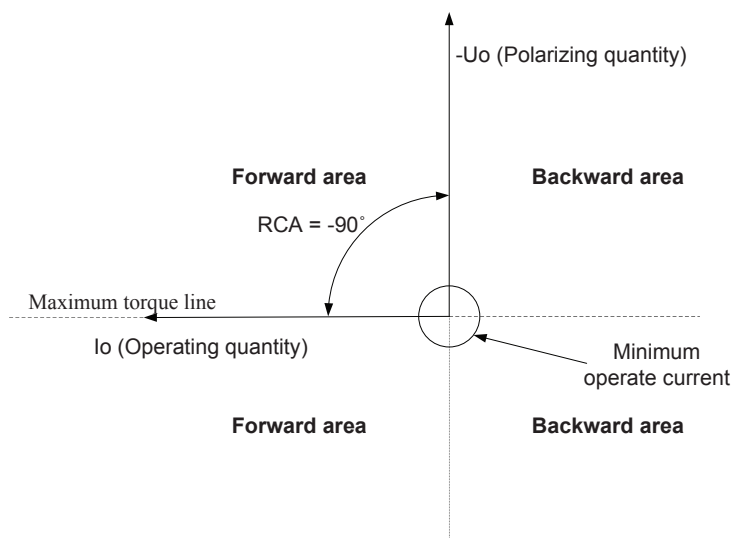 -Uo (Polarizing quantity)
Forward area
Backward area
RCA = -90°
Maximum torque line
Io (Operating quantity)
Minimum
operate current
Forward area
Backward area